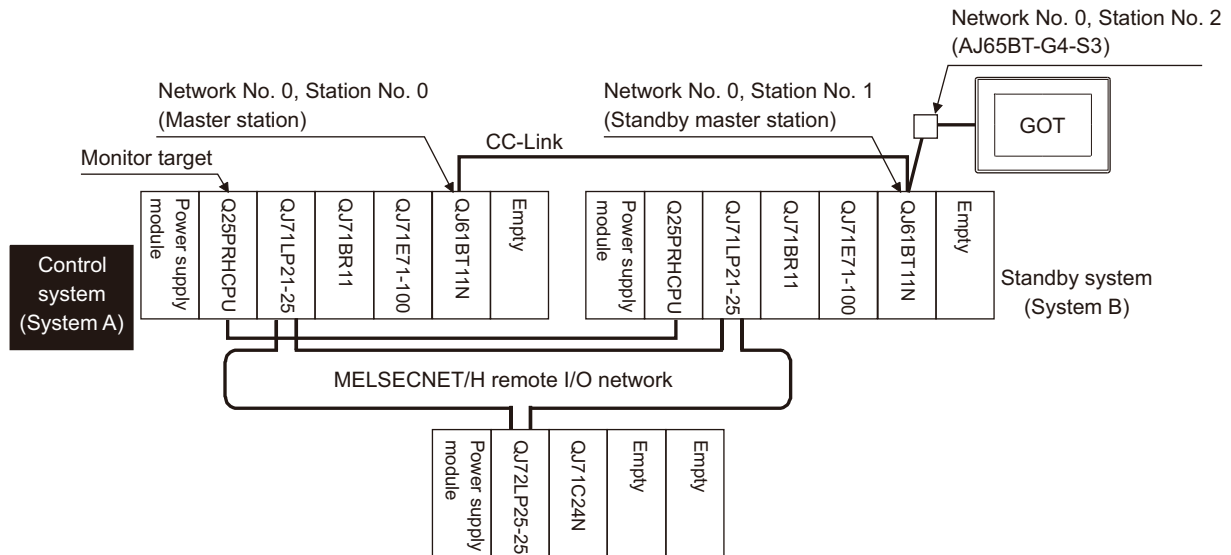 Network No. 0, Station No. 2
(AJ65BT-G4-S3)
Network No. 0, Station No. 0
(Master station)
Network No. 0, Station No. 1
(Standby master station)
GOT
CC-Link
Monitor target
Power supply
module
Q25PRHCPU
QJ71LP21-25
QJ71BR11
QJ71E71-100
QJ61BT11N
Empty
Power supply
module
Q25PRHCPU
QJ71LP21-25
QJ71BR11
QJ71E71-100
QJ61BT11N
Empty
Control
system
(System A)
Standby system
(System B)
MELSECNET/H remote I/O network
Power supply
module
QJ72LP25-25
QJ71C24N
Empty
Empty